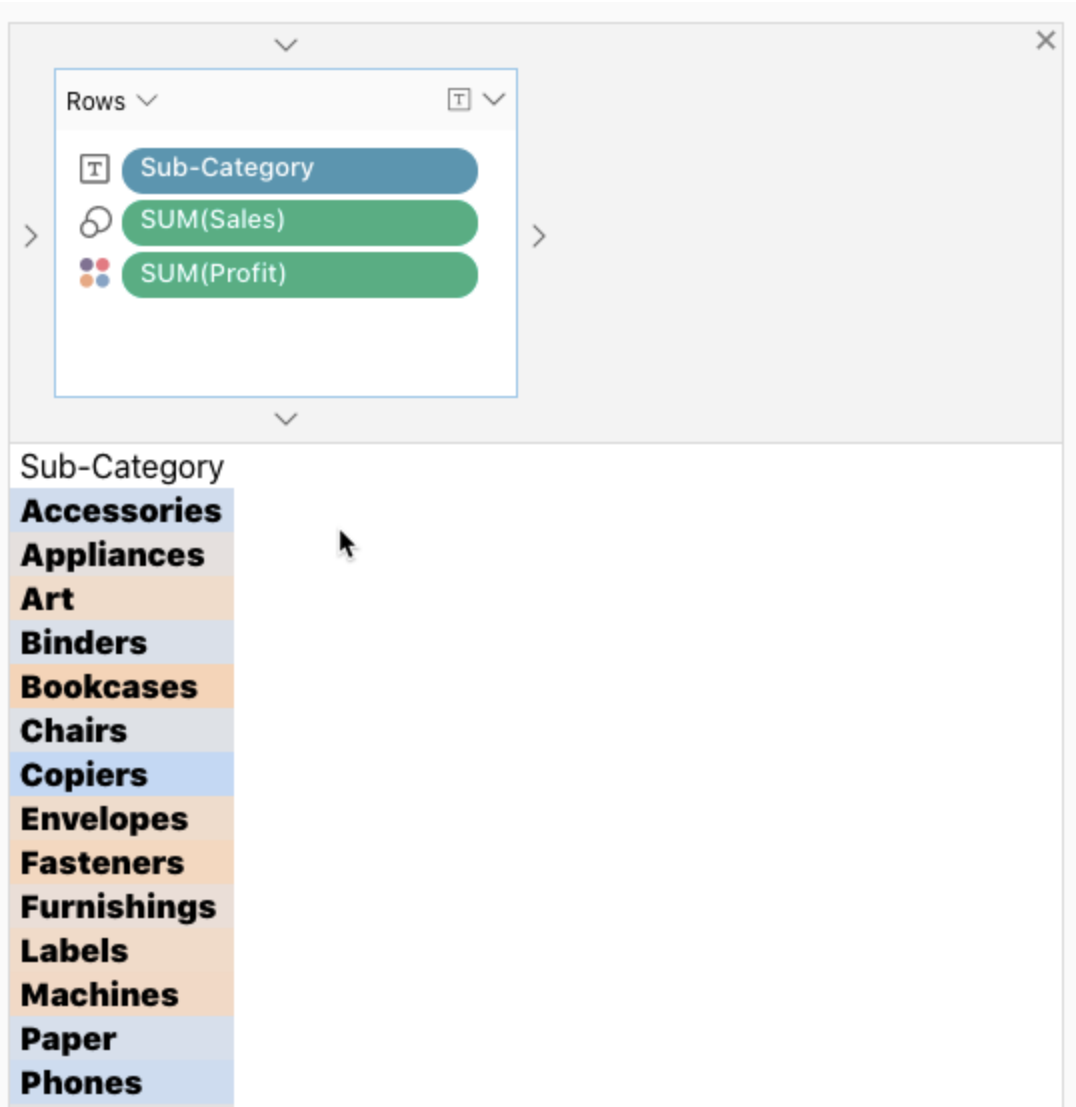 Rows T
T Sub-Category
SUM(Sales)
SUM(Profit)
Sub-Category
Accessories
Appliances
Art
Binders
Bookcases
Chairs
Copiers
Envelopes
Fasteners
Furnishings
Labels
Machines
Paper
Phones